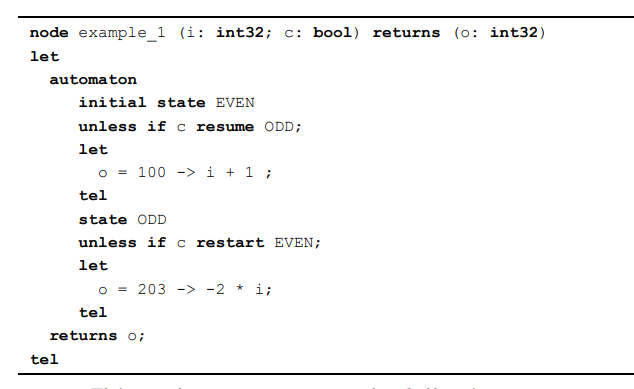 node example_1 (i: int32; c: bool) returns (o: int32)
let
automaton
initial state EVEN
unless if c resume ODD;
let
o = 100 -> i + 1 ;
tel
state ODD
unless if c restart EVEN;
let
o = 203 -> -2 * i;
tel
returns o;
tel